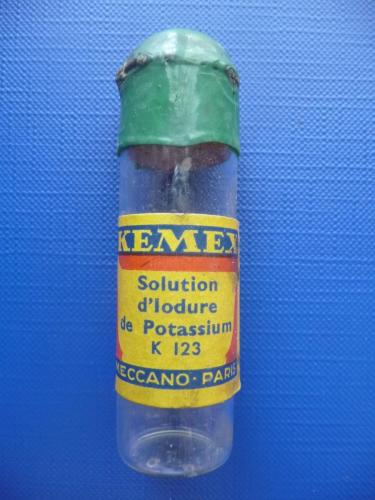 KEMEX
Solution
d'Iodure
de Potassium
K 123
MECCANO - PARIS